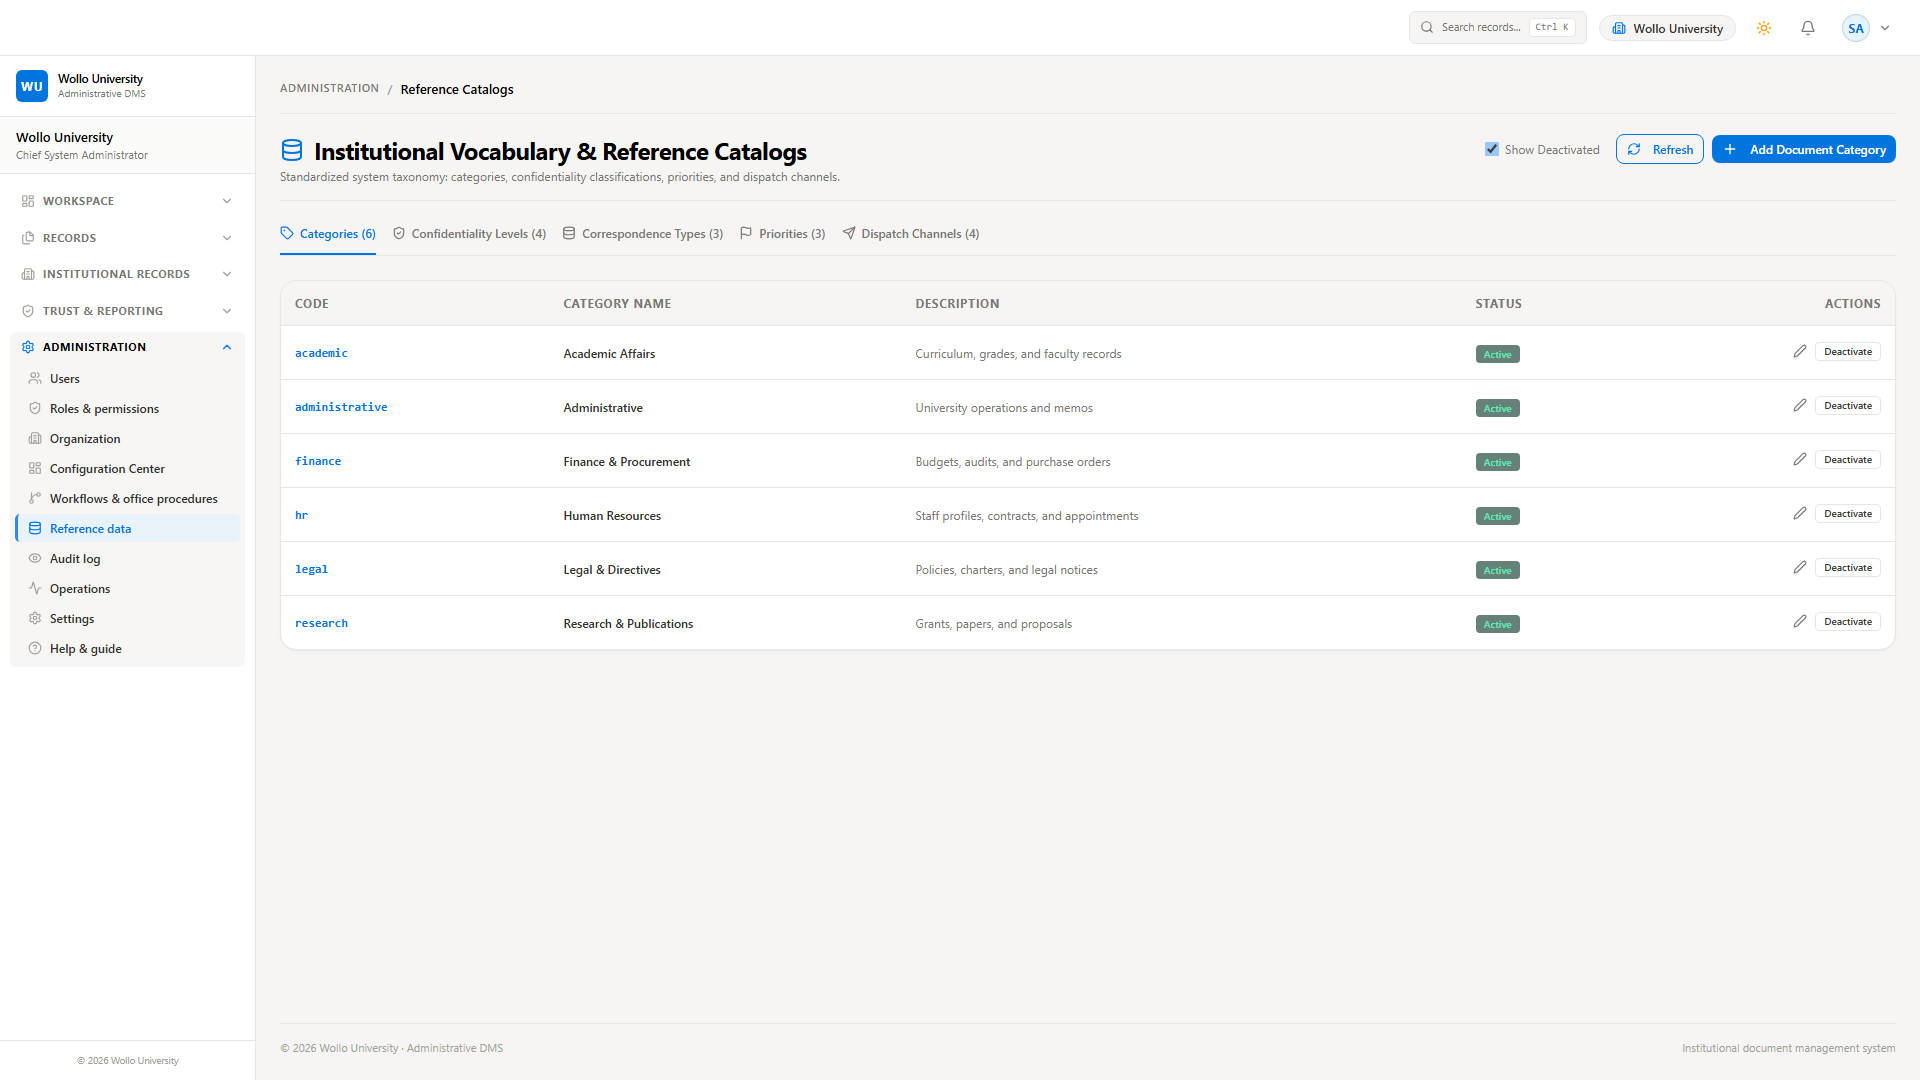 Search records... Ctrl K Wollo University SA
WU Wollo University
Administrative DMS
Wollo University
Chief System Administrator
WORKSPACE
RECORDS
INSTITUTIONAL RECORDS
TRUST & REPORTING
ADMINISTRATION
Users
Roles & permissions
Organization
Configuration Center
Workflows & office procedures
Reference data
Audit log
Operations
Settings
Help & guide
© 2026 Wollo University
ADMINISTRATION / Reference Catalogs
Institutional Vocabulary & Reference Catalogs
Standardized system taxonomy: categories, confidentiality classifications, priorities, and dispatch channels.
Show Deactivated Refresh Add Document Category
Categories (6) Confidentiality Levels (4) Correspondence Types (3) Priorities (3) Dispatch Channels (4)
CODE CATEGORY NAME DESCRIPTION STATUS ACTIONS
academic Academic Affairs Curriculum, grades, and faculty records Active Deactivate
administrative Administrative University operations and memos Active Deactivate
finance Finance & Procurement Budgets, audits, and purchase orders Active Deactivate
hr Human Resources Staff profiles, contracts, and appointments Active Deactivate
legal Legal & Directives Policies, charters, and legal notices Active Deactivate
research Research & Publications Grants, papers, and proposals Active Deactivate
© 2026 Wollo University · Administrative DMS Institutional document management system